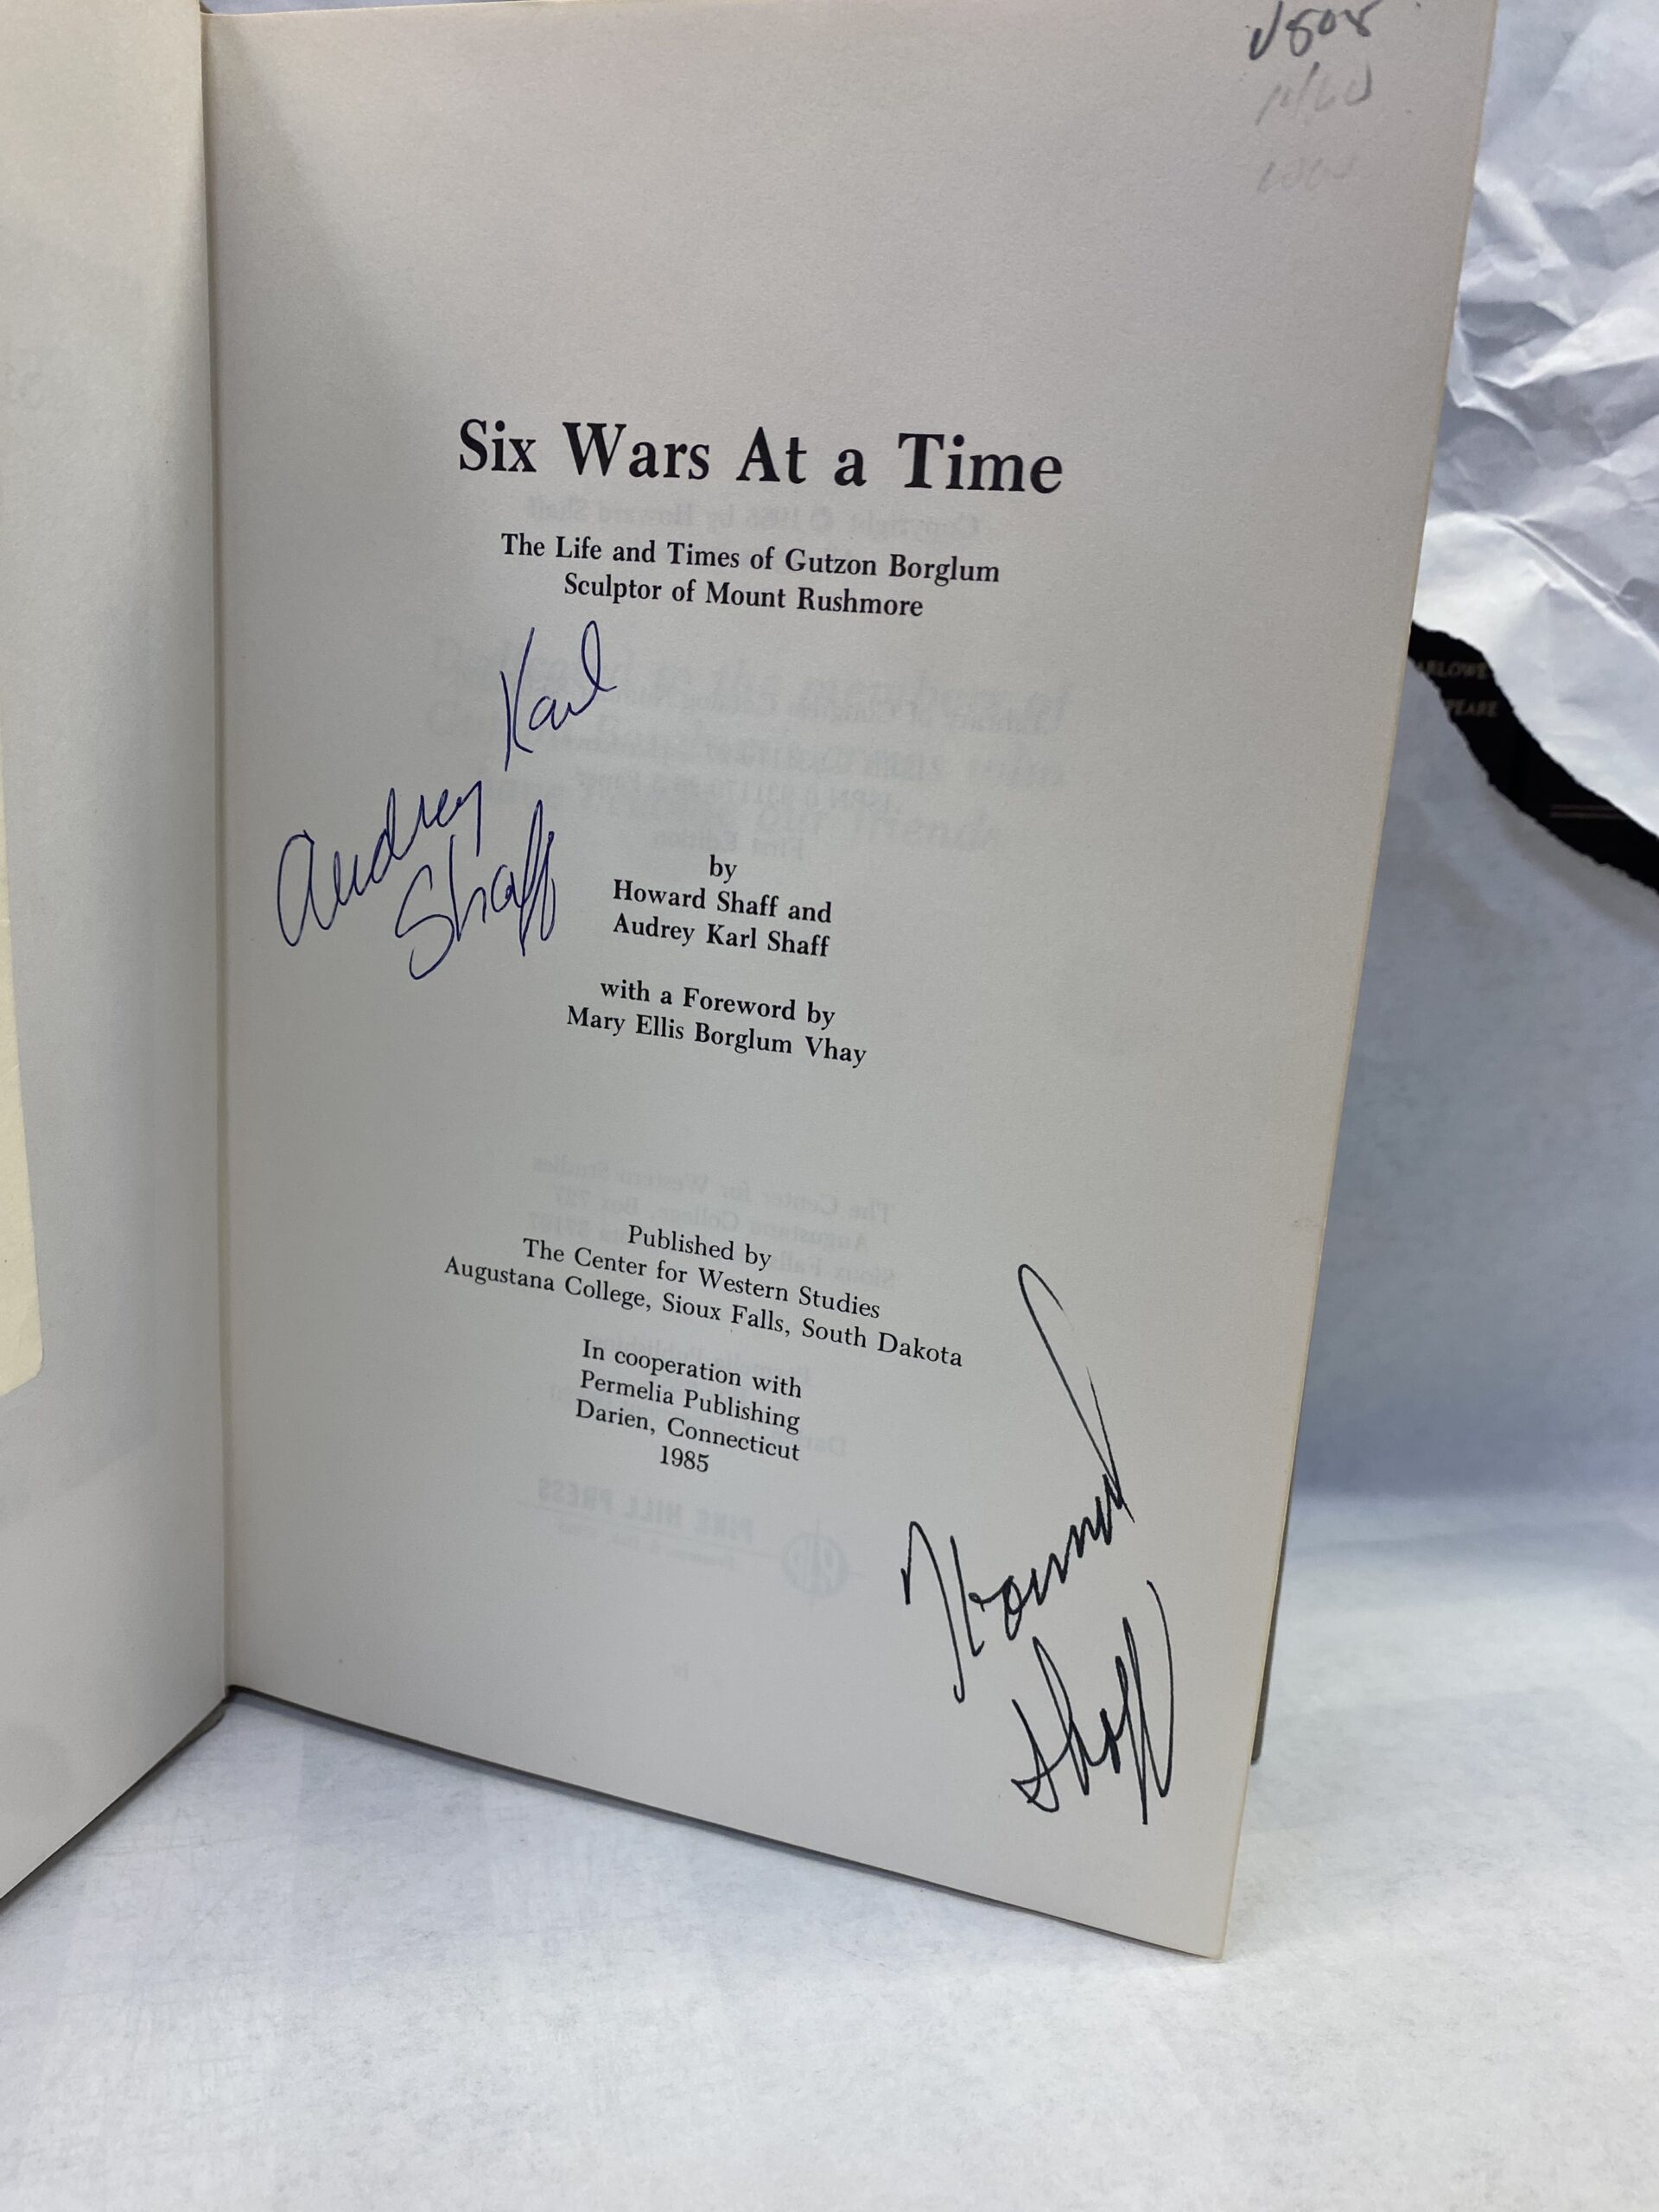 Six Wars At a Time
The Life and Times of Gutzon Borglum
Sculptor of Mount Rushmore
Audrey Karl
Shaff
by
Howard Shaff and
Audrey Karl Shaff
with a Foreword by
Mary Ellis Borglum Vhay
Published by
The Center for Western Studies
Augustana College, Sioux Falls, South Dakota
In cooperation with
Permelia Publishing
Darien, Connecticut
1985
Howard
Shaff